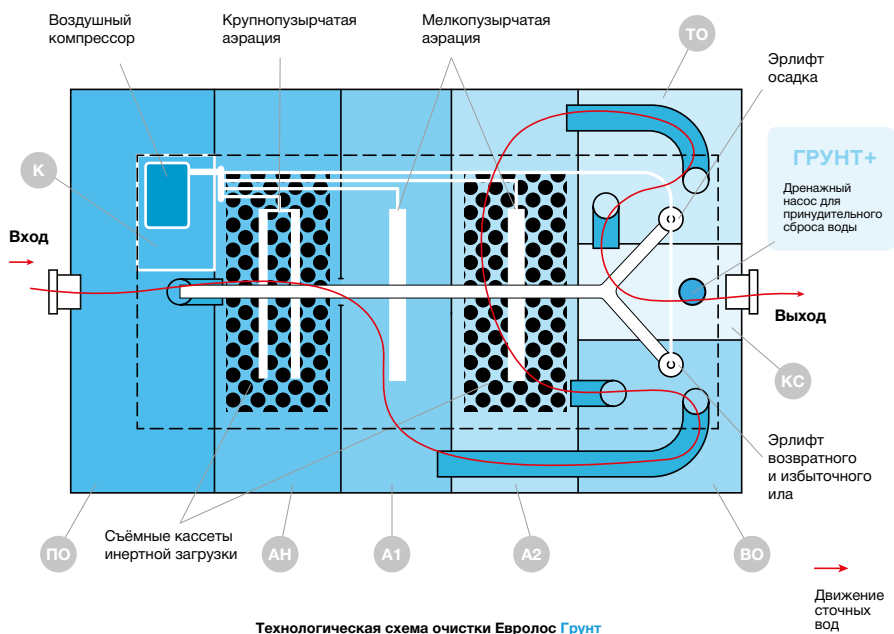 Воздушный
компрессор
Крупнопузырчатая
аэрация
Мелкопузырчатая
аэрация
ТО
Эрлифт
осадка
ГРУНТ+
Дренажный
насос для
принудительного
сброса воды
К
Вход
Выход
КС
Эрлифт
возвратного
и избыточного
ила
ПО
Съёмные кассеты
инертной загрузки
АН
А1
А2
ВО
Движение
сточных
вод
Технологическая схема очистки Евролос Грунт